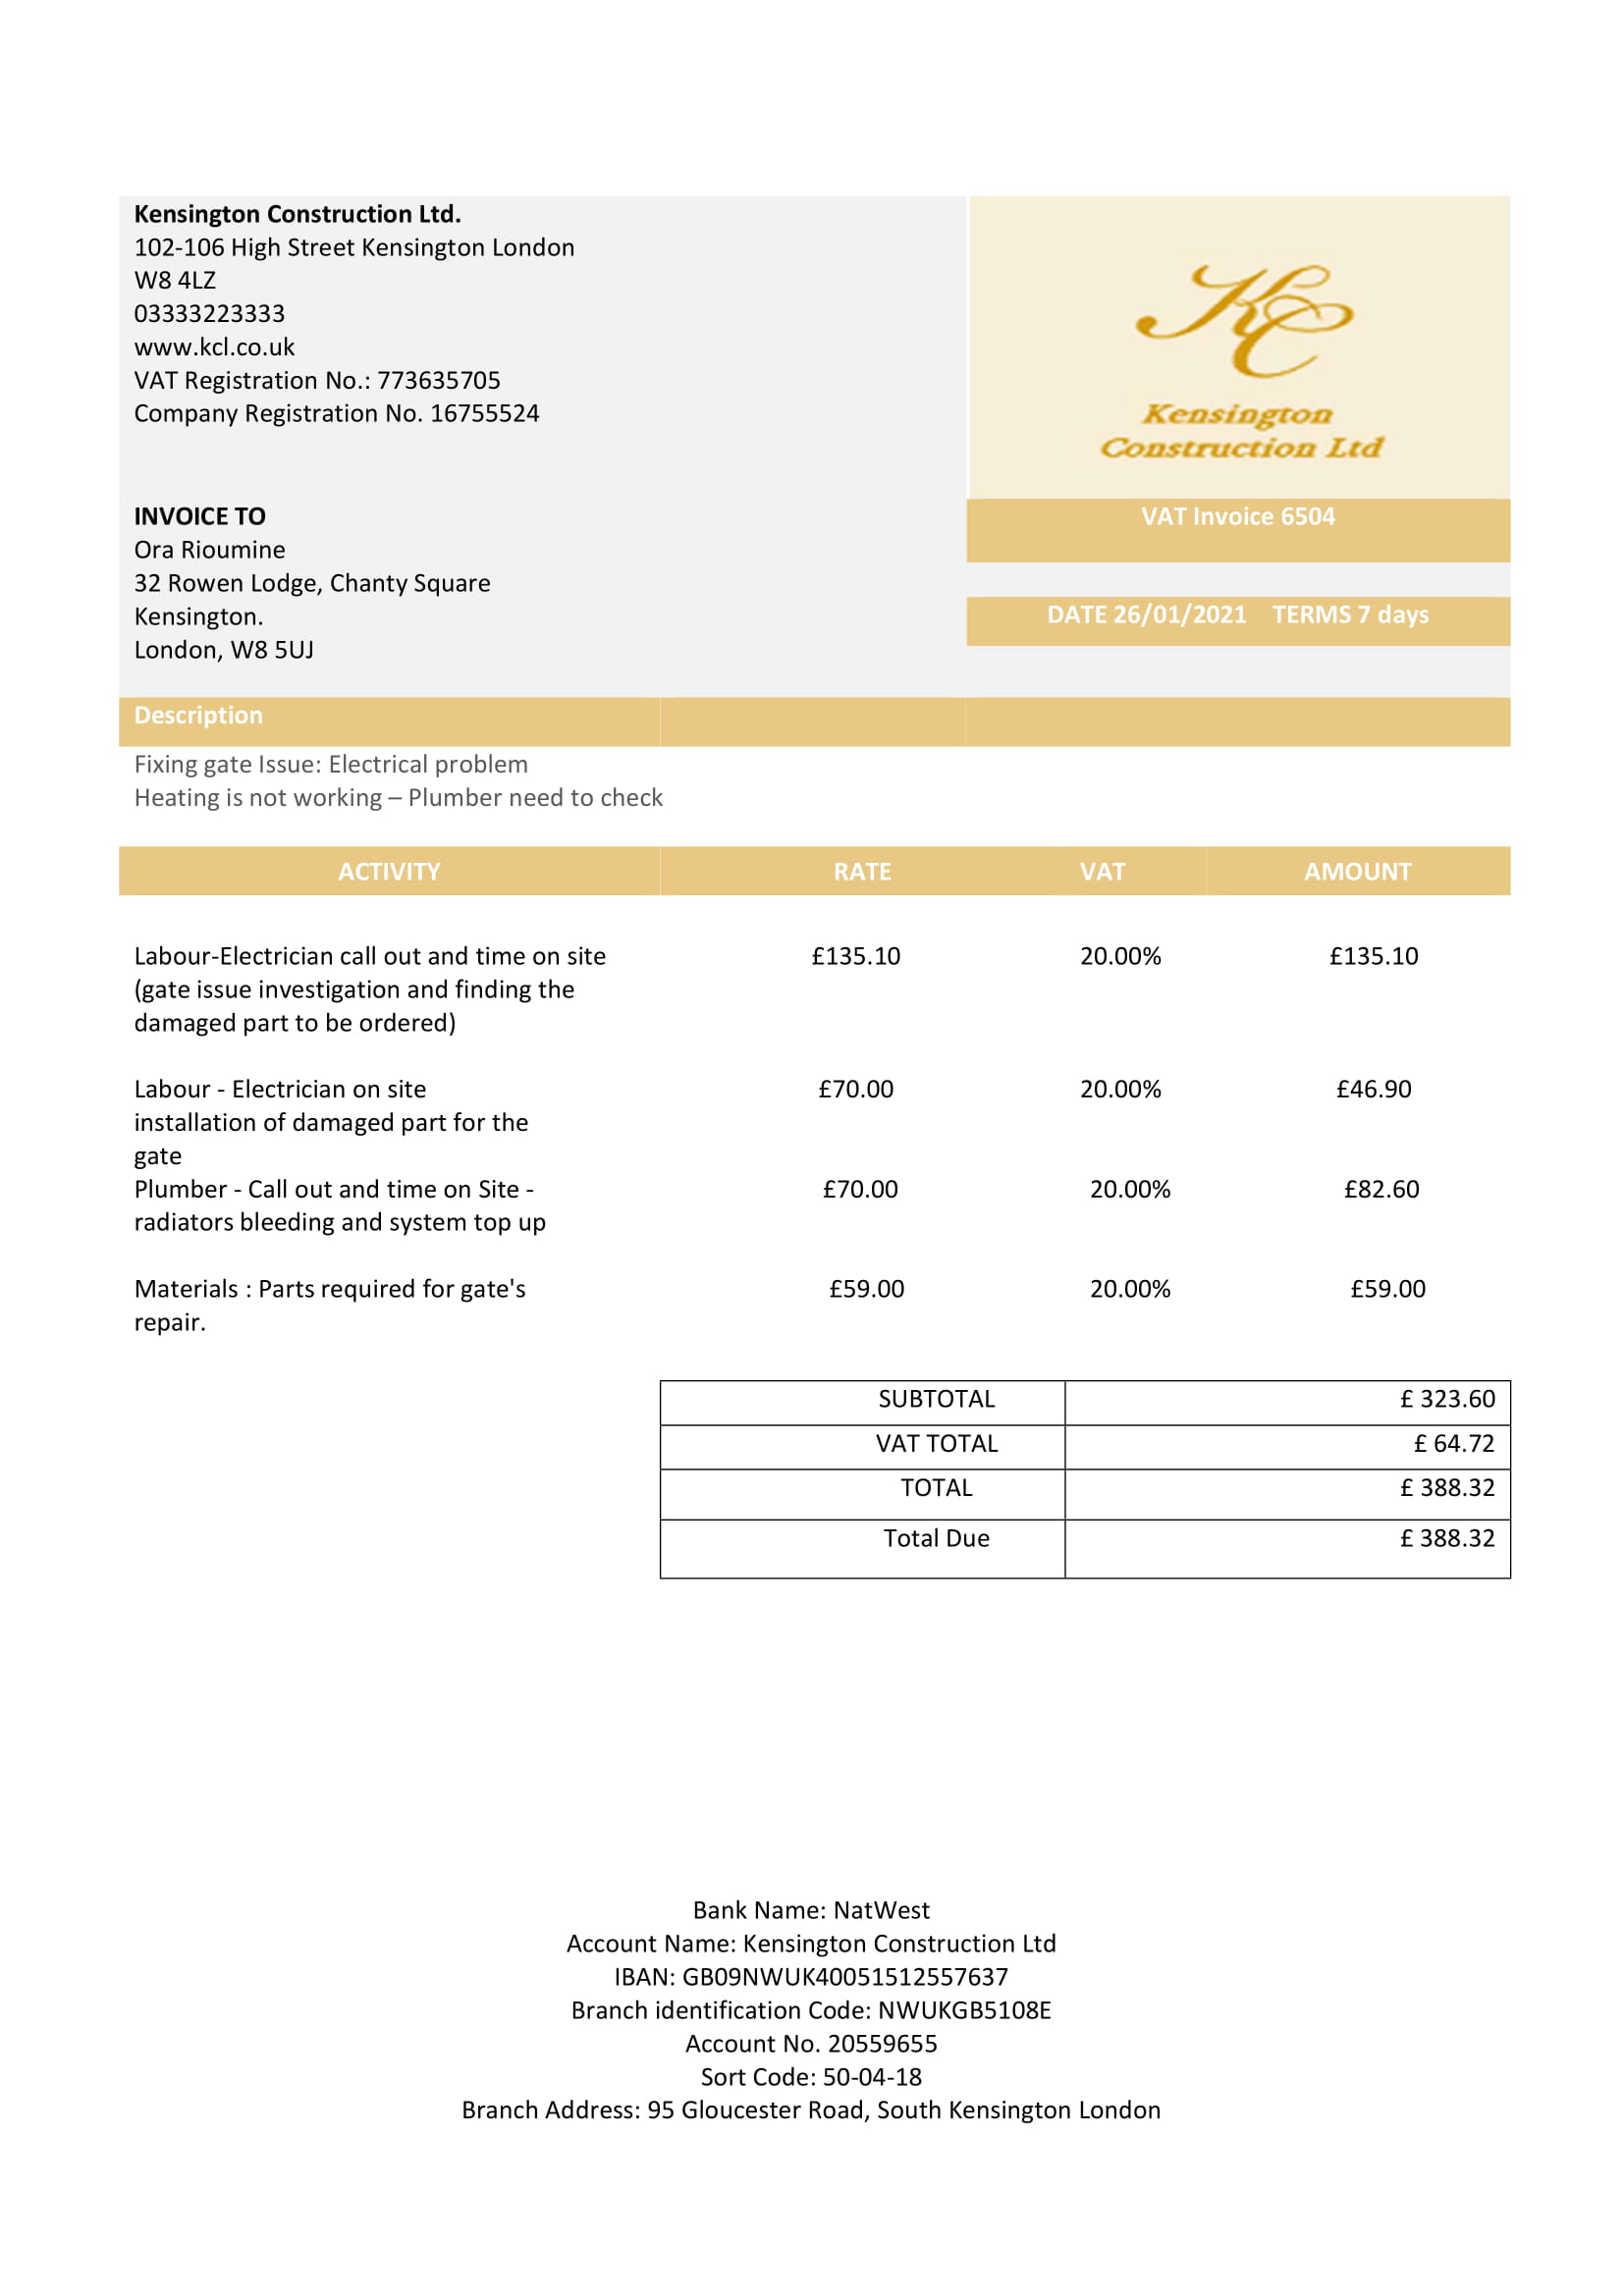 Kensington Construction Ltd.
102-106 High Street Kensington London
W8 4LZ
03333223333
www.kcl.co.uk
VAT Registration No.: 773635705
Company Registration No. 16755524
KC
Kensington
Construction Ltd
INVOICE TO
Ora Rioumine
32 Rowen Lodge, Chanty Square
Kensington.
London, W8 5UJ
VAT Invoice 6504
DATE 26/01/2021 TERMS 7 days
Description
Fixing gate Issue: Electrical problem
Heating is not working – Plumber need to check
ACTIVITY RATE VAT AMOUNT
Labour-Electrician call out and time on site £135.10 20.00% £135.10
(gate issue investigation and finding the
damaged part to be ordered)
Labour - Electrician on site £70.00 20.00% £46.90
installation of damaged part for the
gate
Plumber - Call out and time on Site - £70.00 20.00% £82.60
radiators bleeding and system top up
Materials : Parts required for gate's £59.00 20.00% £59.00
repair.
SUBTOTAL £ 323.60
VAT TOTAL £ 64.72
TOTAL £ 388.32
Total Due £ 388.32
Bank Name: NatWest
Account Name: Kensington Construction Ltd
IBAN: GB09NWUK40051512557637
Branch identification Code: NWUKGB5108E
Account No. 20559655
Sort Code: 50-04-18
Branch Address: 95 Gloucester Road, South Kensington London